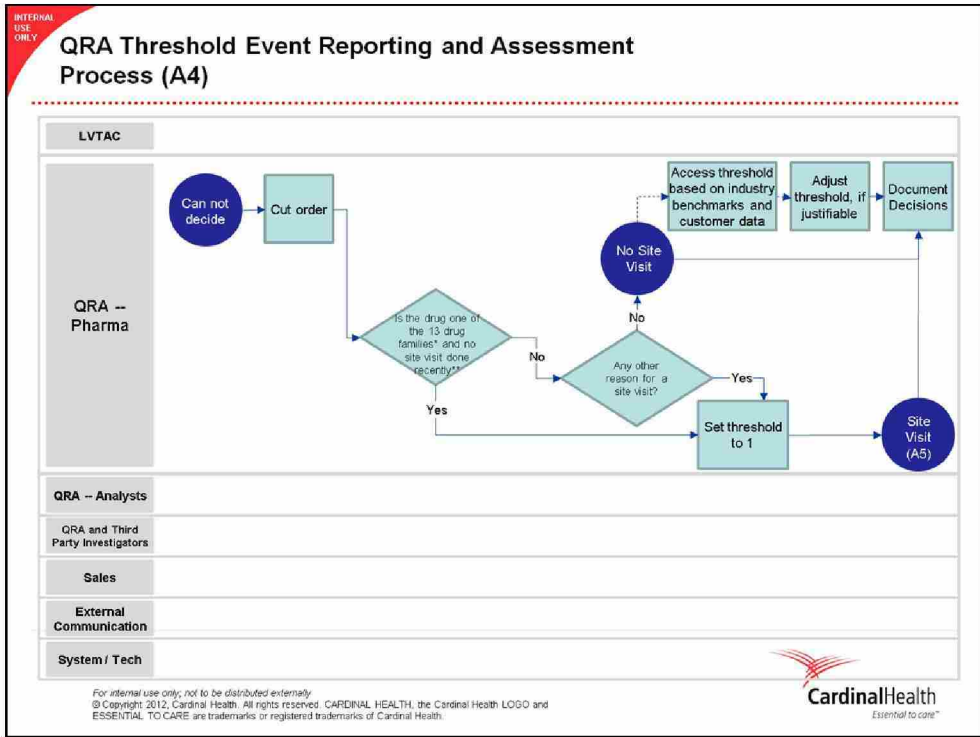 INTERNAL
USE
ONLY
QRA Threshold Event Reporting and Assessment
Process (A4)
LVTAC
QRA --
Pharma
Can not
decide
Cut order
Is the drug one of
the 13 drug
families* and no
site visit done
recently**
Yes
No
Any other
reason for a
site visit?
No
Yes
No Site
Visit
Access threshold
based on industry
benchmarks and
customer data
Adjust
threshold, if
justifiable
Document
Decisions
Set threshold
to 1
Site
Visit
(A5)
QRA -- Analysts
QRA and Third
Party Investigators
Sales
External
Communication
System / Tech
For internal use only; not to be distributed externally
© Copyright 2012, Cardinal Health. All rights reserved. CARDINAL HEALTH, the Cardinal Health LOGO and
ESSENTIAL TO CARE are trademarks or registered trademarks of Cardinal Health.
CardinalHealth
Essential to care™